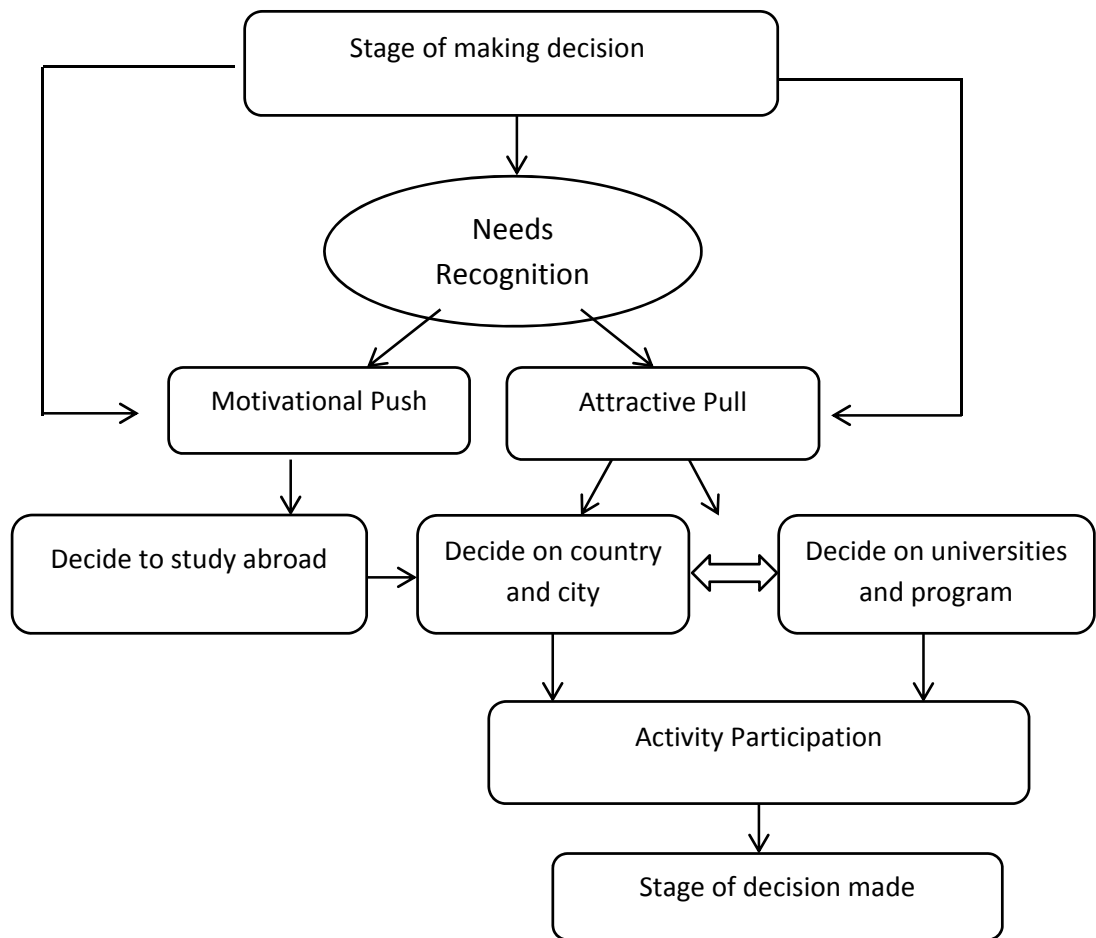 Stage of making decision
Needs
Recognition
Motivational Push
Attractive Pull
Decide to study abroad
Decide on country
and city
Decide on universities
and program
Activity Participation
Stage of decision made